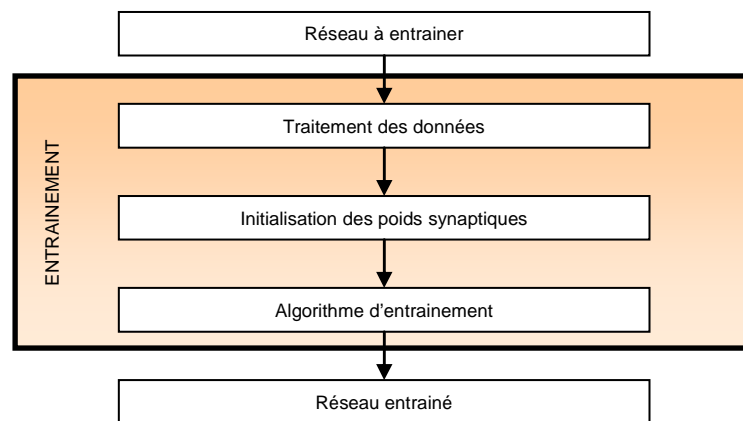 Réseau à entrainer
Traitement des données
ENTRAINEMENT
Initialisation des poids synaptiques
Algorithme d'entrainement
Réseau entrainé